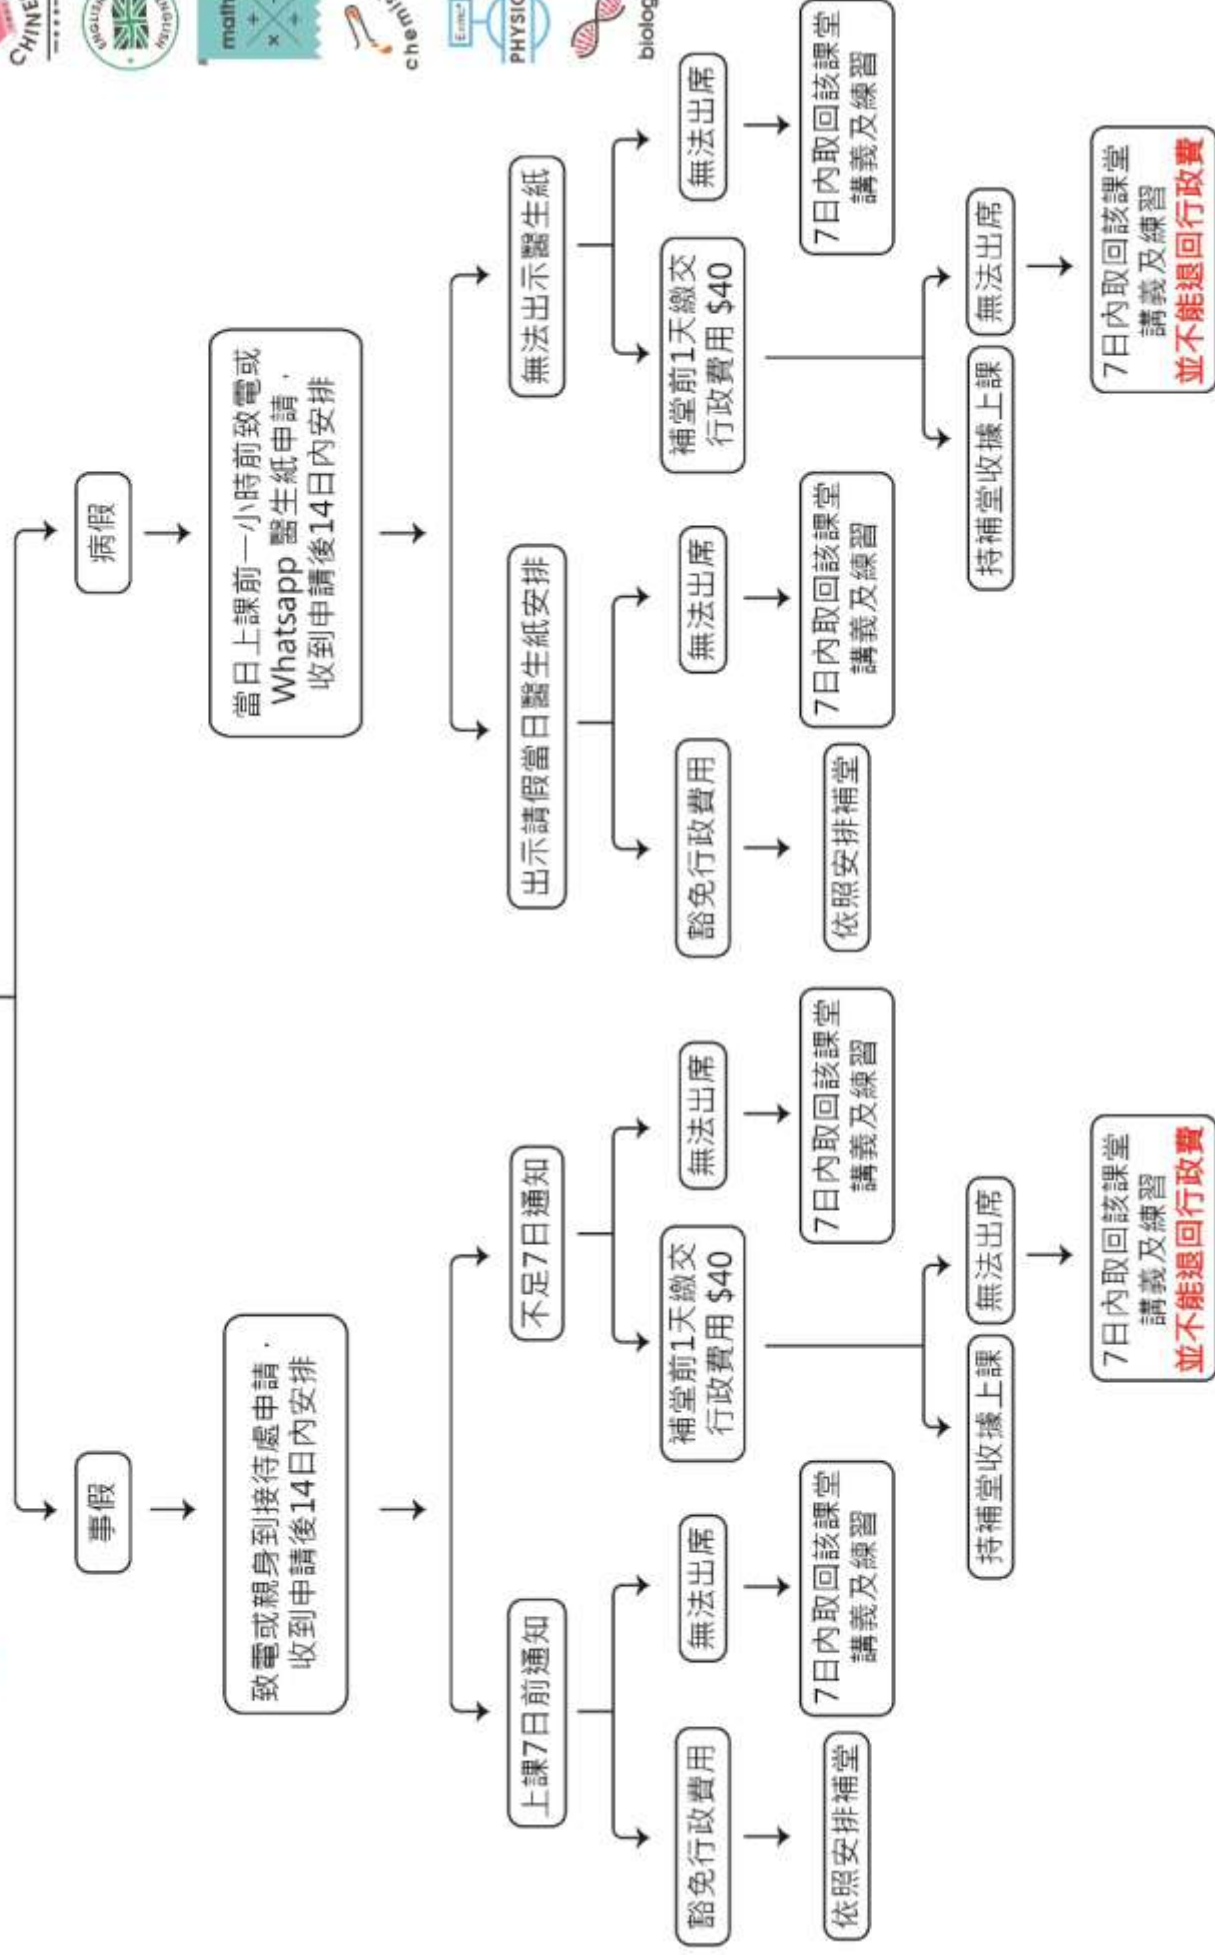 事假
致電或親身到接待處申請，
收到申請後14日內安排
上課7日前通知
豁免行政費用
依照安排補堂
無法出席
7日內取回該課堂
講義及練習
不足7日通知
補堂前1天繳交
行政費用 $40
持補堂收據上課
無法出席
7日內取回該課堂
講義及練習
並不能退回行政費
無法出席
7日內取回該課堂
講義及練習
病假
當日上課前一小時前致電或
Whatsapp 醫生紙申請，
收到申請後14日內安排
出示請假當日醫生紙安排
豁免行政費用
依照安排補堂
無法出席
7日內取回該課堂
講義及練習
無法出示醫生紙
補堂前1天繳交
行政費用 $40
持補堂收據上課
無法出席
7日內取回該課堂
講義及練習
並不能退回行政費
無法出席
7日內取回該課堂
講義及練習
CHINE
ENGLISH
ENGLISH
math
chemis
E=mc²
PHYSIC
biolog